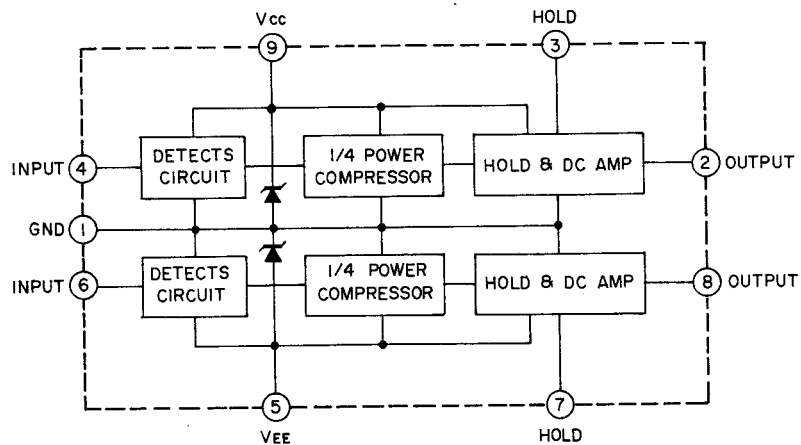 Vcc
HOLD
9
3
INPUT 4
DETECTS
CIRCUIT
1/4 POWER
COMPRESSOR
HOLD & DC AMP
2 OUTPUT
GND 1
INPUT 6
DETECTS
CIRCUIT
1/4 POWER
COMPRESSOR
HOLD & DC AMP
8 OUTPUT
5
7
VEE
HOLD